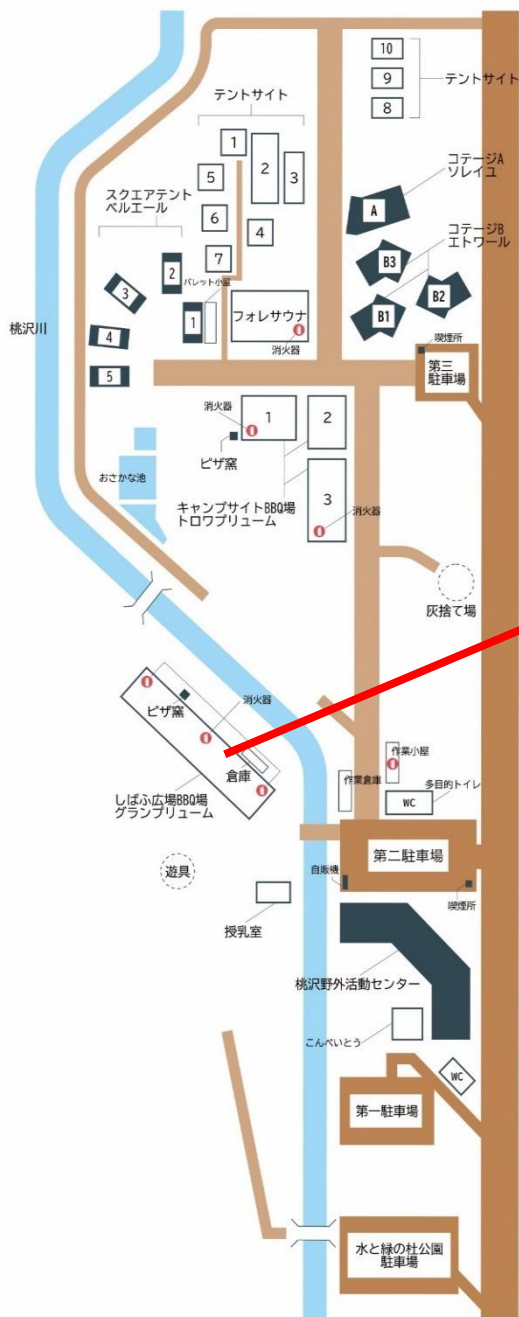 10
9
8
テントサイト
テントサイト
1
2
3
5
6
4
7
コテージA
ソレイユ
A
コテージB
エトワール
B3
B2
B1
スクエアテント
ベルエール
2
3
1
4
5
パレット小屋
フォレサウナ
消火器
桃沢川
喫煙所
第三
駐車場
消火器
1
2
ピザ窯
3
キャンプサイトBBQ場
トロワプリューム
消火器
おさかな池
灰捨て場
ピザ窯
消火器
倉庫
しばふ広場BBQ場
グランプリューム
作業小屋
作業倉庫
多目的トイレ
WC
第二駐車場
自販機
喫煙所
遊具
授乳室
桃沢野外活動センター
こんぺいとう
WC
第一駐車場
水と緑の杜公園
駐車場